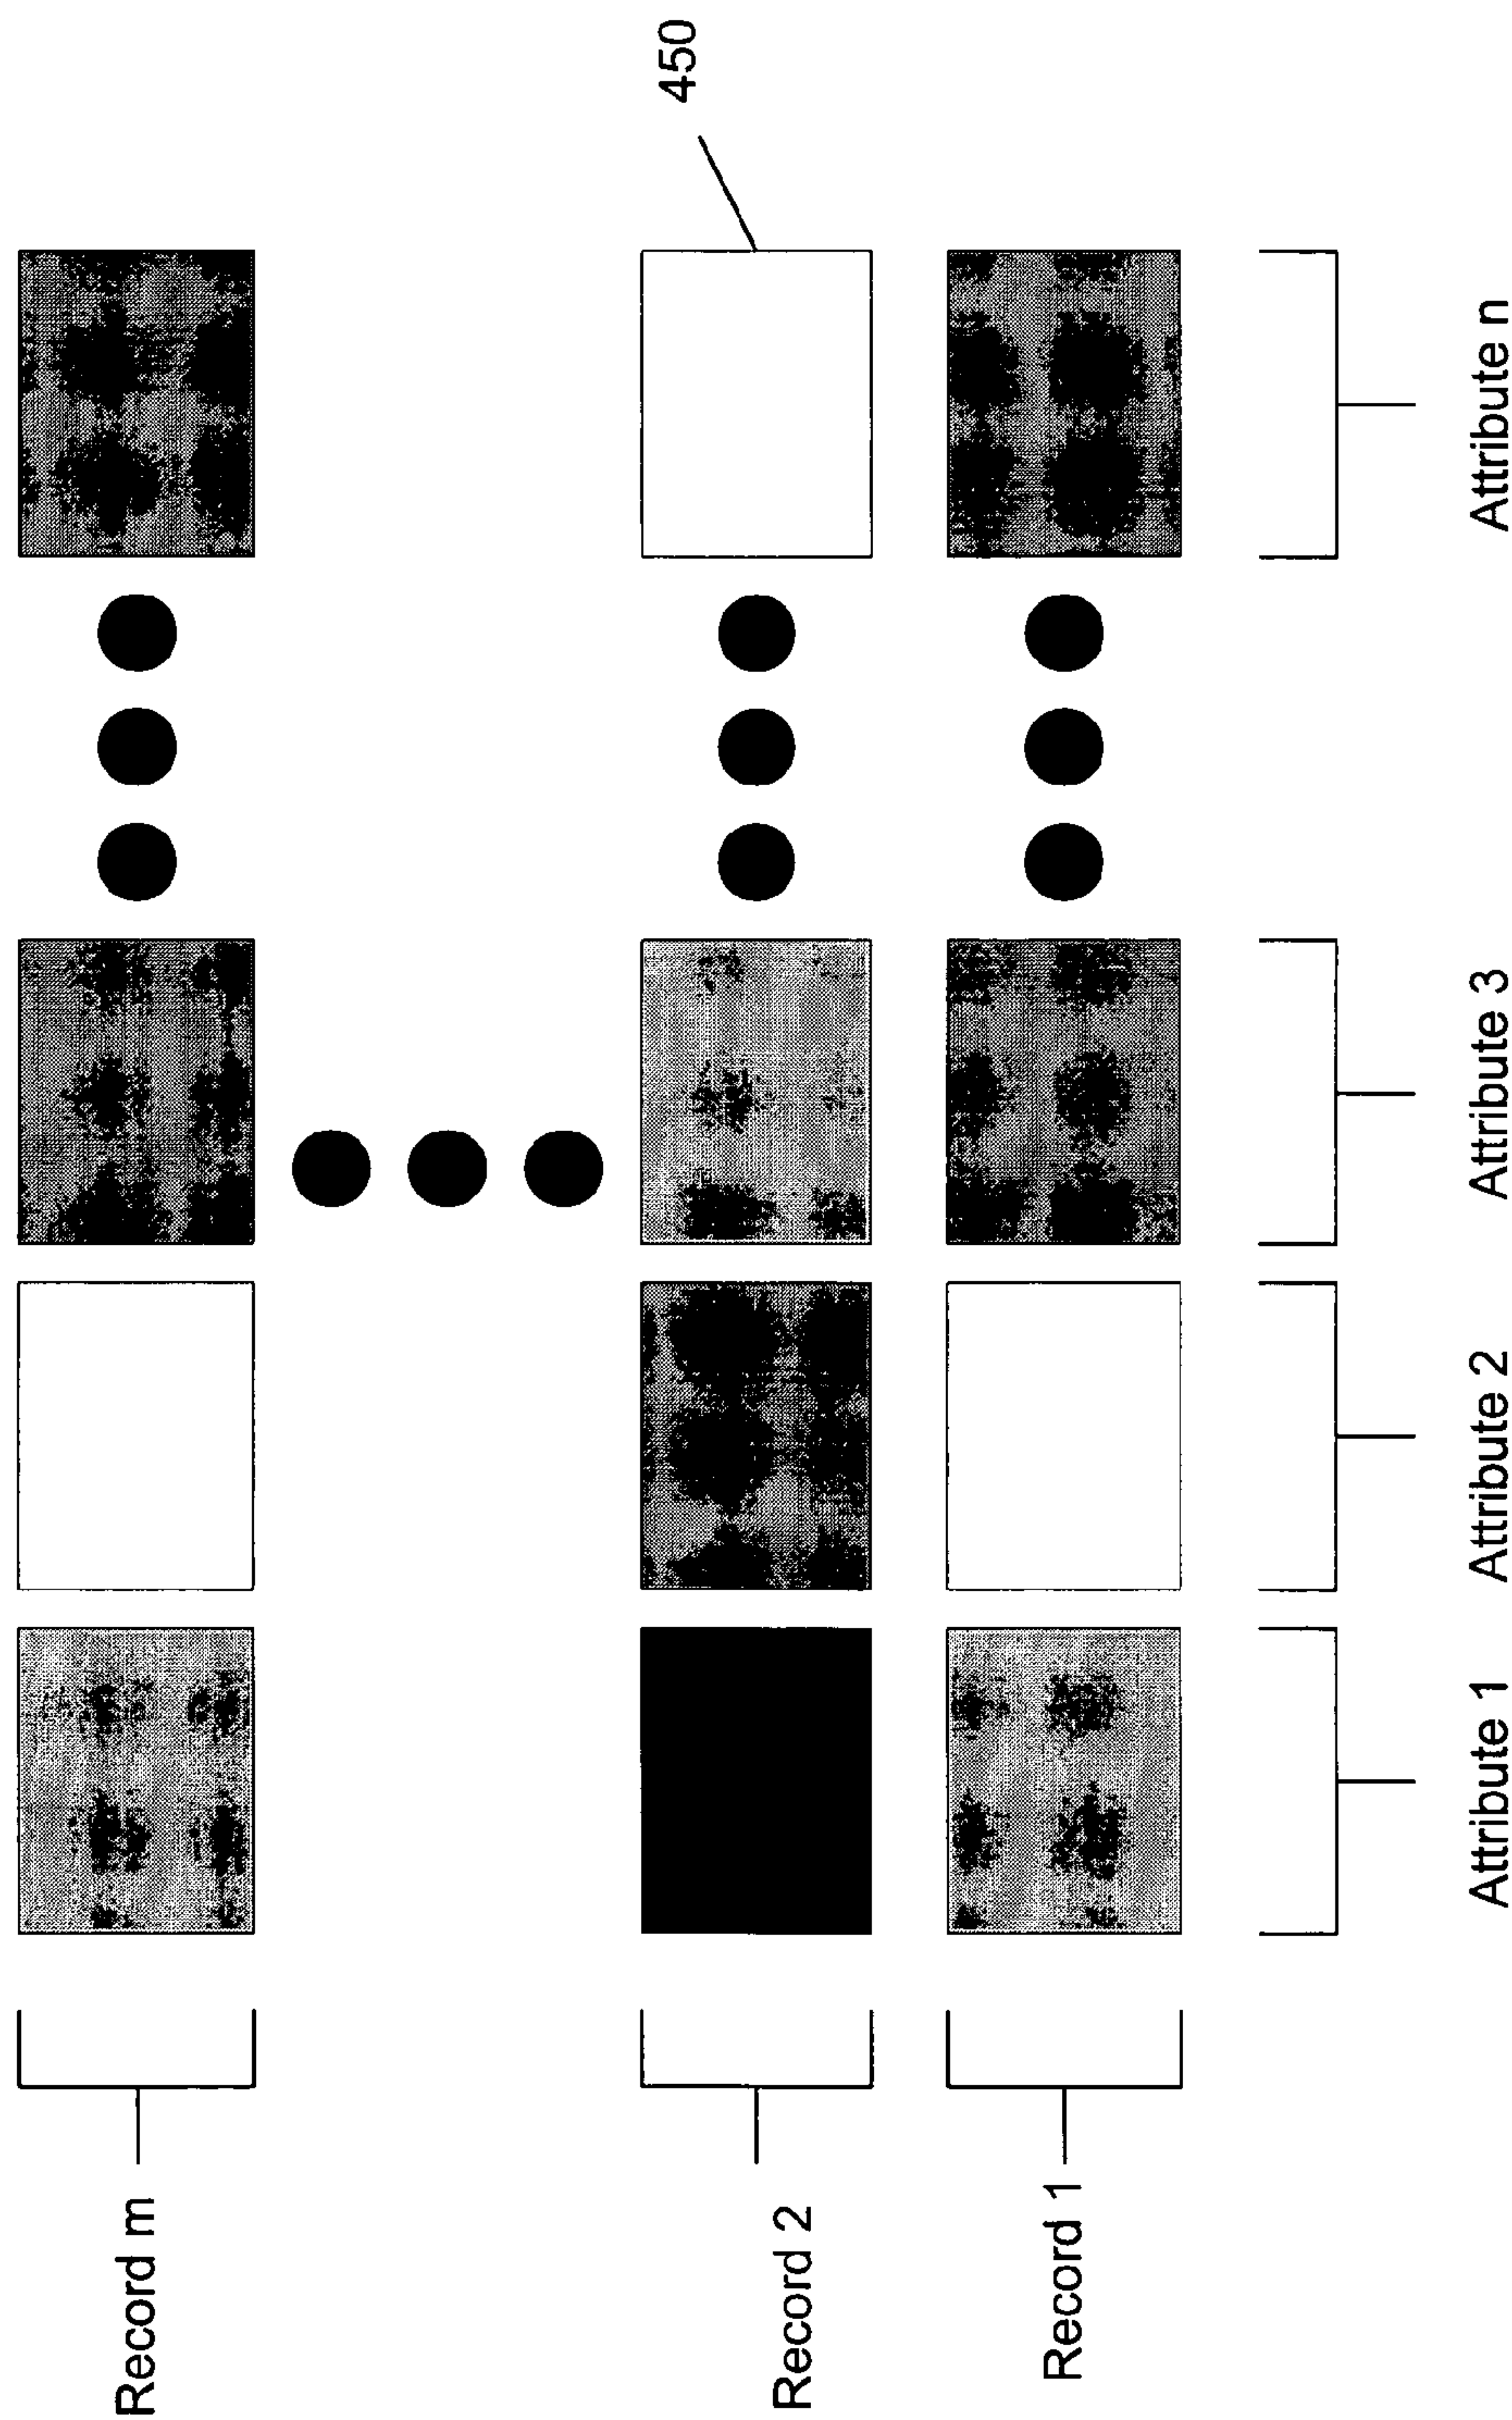 450
Record m
Record 2
Record 1
Attribute 1
Attribute 2
Attribute 3
Attribute n